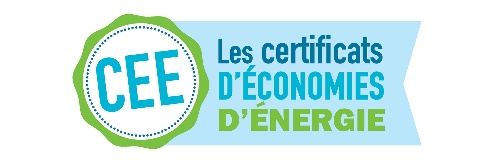 CEE
Les certificats
D'ÉCONOMIES
D'ÉNERGIE